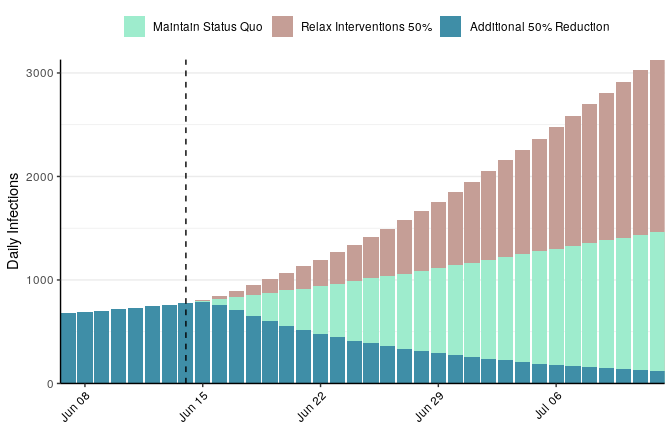 Maintain Status Quo Relax Interventions 50% Additional 50% Reduction
Daily Infections
3000
2000
1000
0
Jun 08 Jun 15 Jun 22 Jun 29 Jul 06